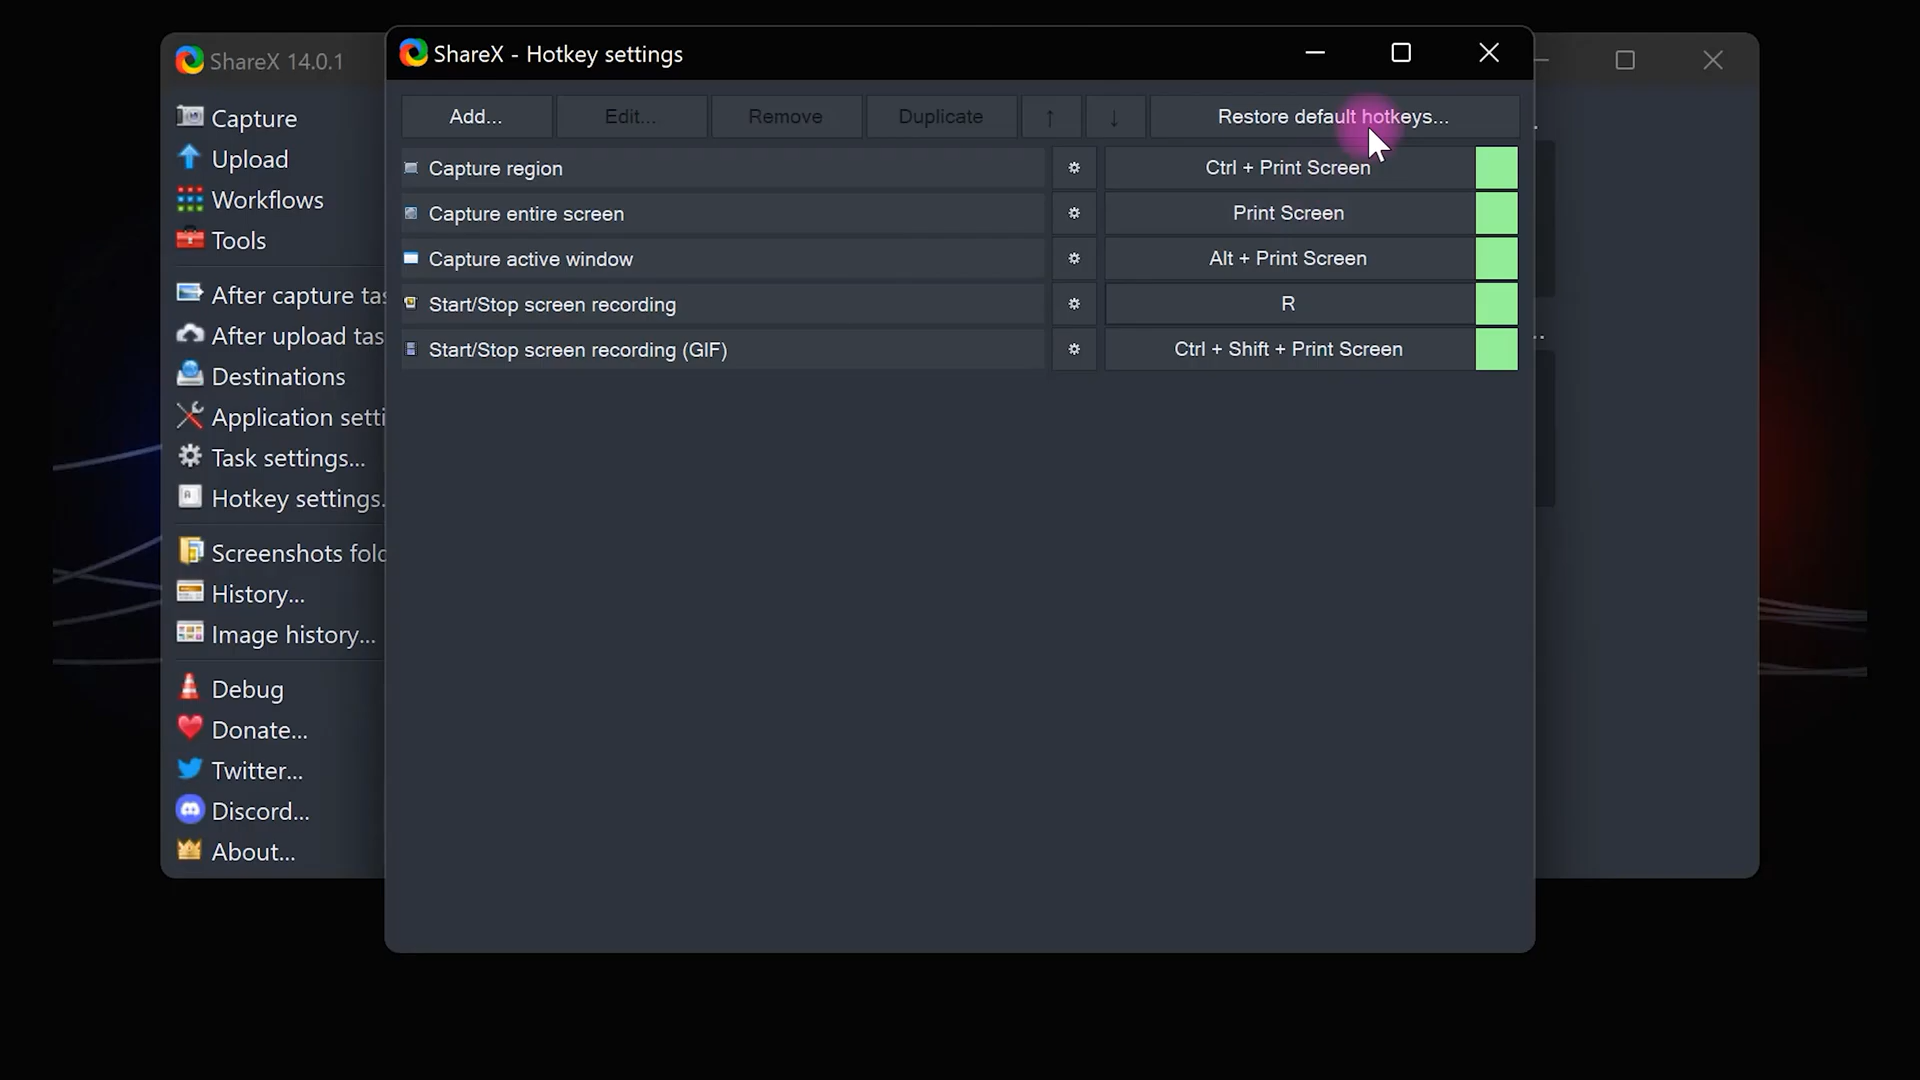 ShareX 14.0.1
Capture
Upload
Workflows
Tools
After capture tas
After upload tas
Destinations
Application setti
Task settings...
Hotkey settings.
Screenshots fold
History...
Image history...
Debug
Donate...
Twitter...
Discord...
About...
ShareX - Hotkey settings
Add...
Edit...
Remove
Duplicate
↑
↓
Restore default hotkeys...
Capture region
Ctrl + Print Screen
Capture entire screen
Print Screen
Capture active window
Alt + Print Screen
Start/Stop screen recording
R
Start/Stop screen recording (GIF)
Ctrl + Shift + Print Screen